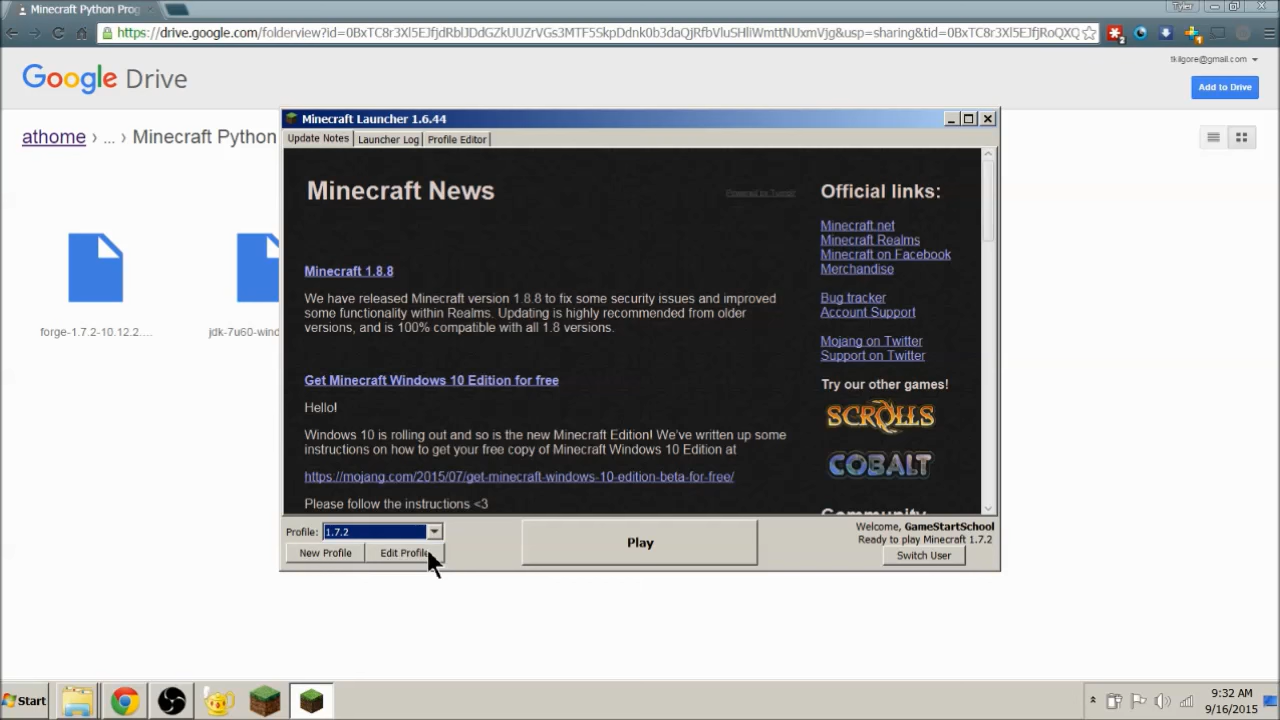 Minecraft Python Prog
Tyler
https://drive.google.com/folderview?id=0BxTC8r3Xl5EJfjdRblJDdGZkUUZrVGs3MTF5SkpDdnk0b3daQJRfbVluSHliWmttNUxmVjg&usp=sharing&tid=0BxTC8r3Xl5EJfjRoQXQ
Google Drive
tkilgore@gmail.com
Add to Drive
athome › ... › Minecraft Python
forge-1.7.2-10.12.2....
jdk-7u60-wind
Minecraft Launcher 1.6.44
Update Notes
Launcher Log
Profile Editor
Minecraft News
Powered by Tumblr
Minecraft 1.8.8
We have released Minecraft version 1.8.8 to fix some security issues and improved
some functionality within Realms. Updating is highly recommended from older
versions, and is 100% compatible with all 1.8 versions.
Get Minecraft Windows 10 Edition for free
Hello!
Windows 10 is rolling out and so is the new Minecraft Edition! We've written up some
instructions on how to get your free copy of Minecraft Windows 10 Edition at
https://mojang.com/2015/07/get-minecraft-windows-10-edition-beta-for-free/
Please follow the instructions <3
Official links:
Minecraft.net
Minecraft Realms
Minecraft on Facebook
Merchandise
Bug tracker
Account Support
Mojang on Twitter
Support on Twitter
Try our other games!
SCROLLS
COBALT
Community
Profile:
1.7.2
New Profile
Edit Profile
Play
Welcome, GameStartSchool
Ready to play Minecraft 1.7.2
Switch User
Start
9:32 AM
9/16/2015